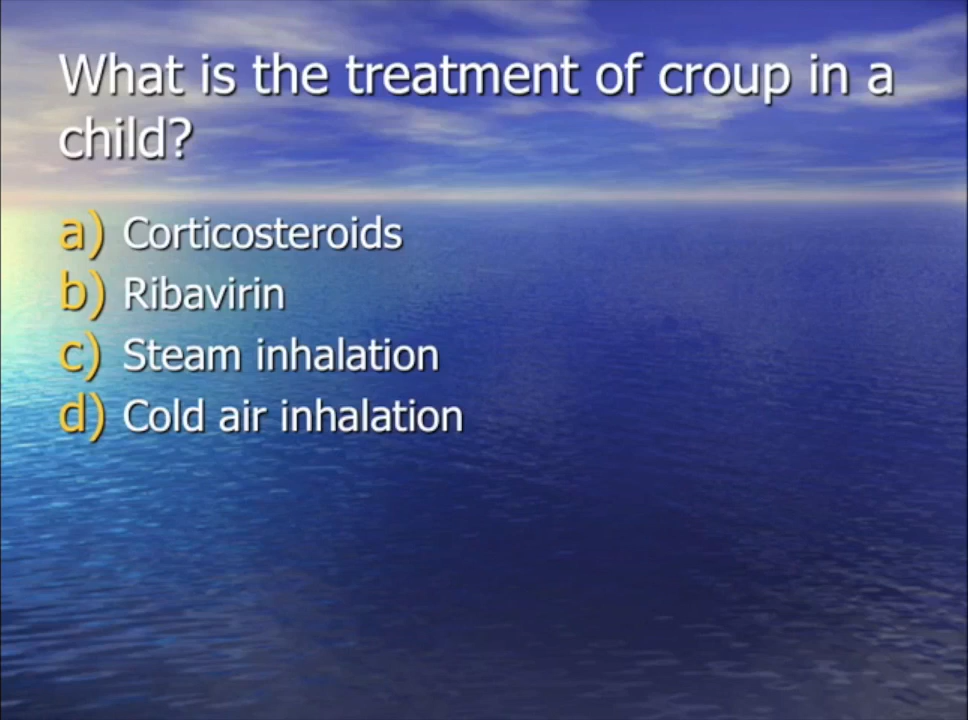 What is the treatment of croup in a
child?
a) Corticosteroids
b) Ribavirin
c) Steam inhalation
d) Cold air inhalation